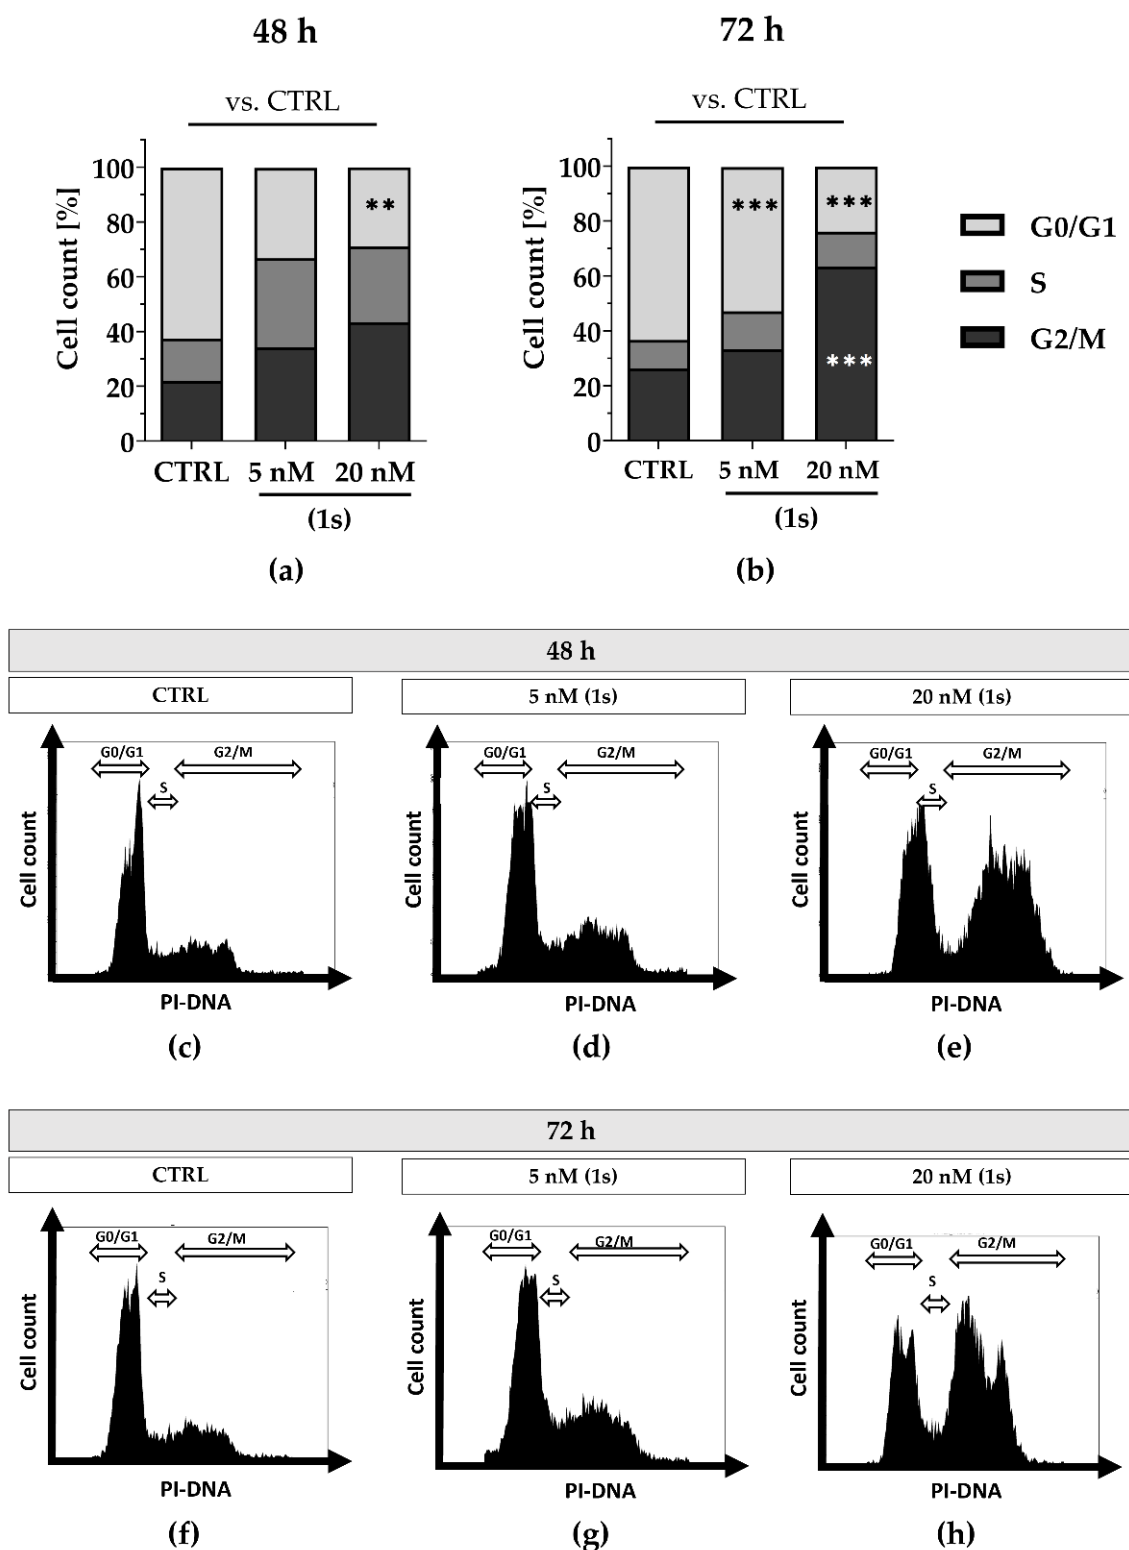 48 h
72 h
vs. CTRL
vs. CTRL
Cell count [%]
100
80
60
40
20
0
**
CTRL
5 nM
20 nM
(1s)
(a)
Cell count [%]
100
80
60
40
20
0
***
***
***
CTRL
5 nM
20 nM
(1s)
(b)
G0/G1
S
G2/M
48 h
CTRL
5 nM (1s)
20 nM (1s)
G0/G1
G2/M
S
Cell count
PI-DNA
(c)
G0/G1
G2/M
S
Cell count
PI-DNA
(d)
G0/G1
G2/M
S
Cell count
PI-DNA
(e)
72 h
CTRL
5 nM (1s)
20 nM (1s)
G0/G1
G2/M
S
Cell count
PI-DNA
(f)
G0/G1
G2/M
S
Cell count
PI-DNA
(g)
G0/G1
G2/M
S
Cell count
PI-DNA
(h)